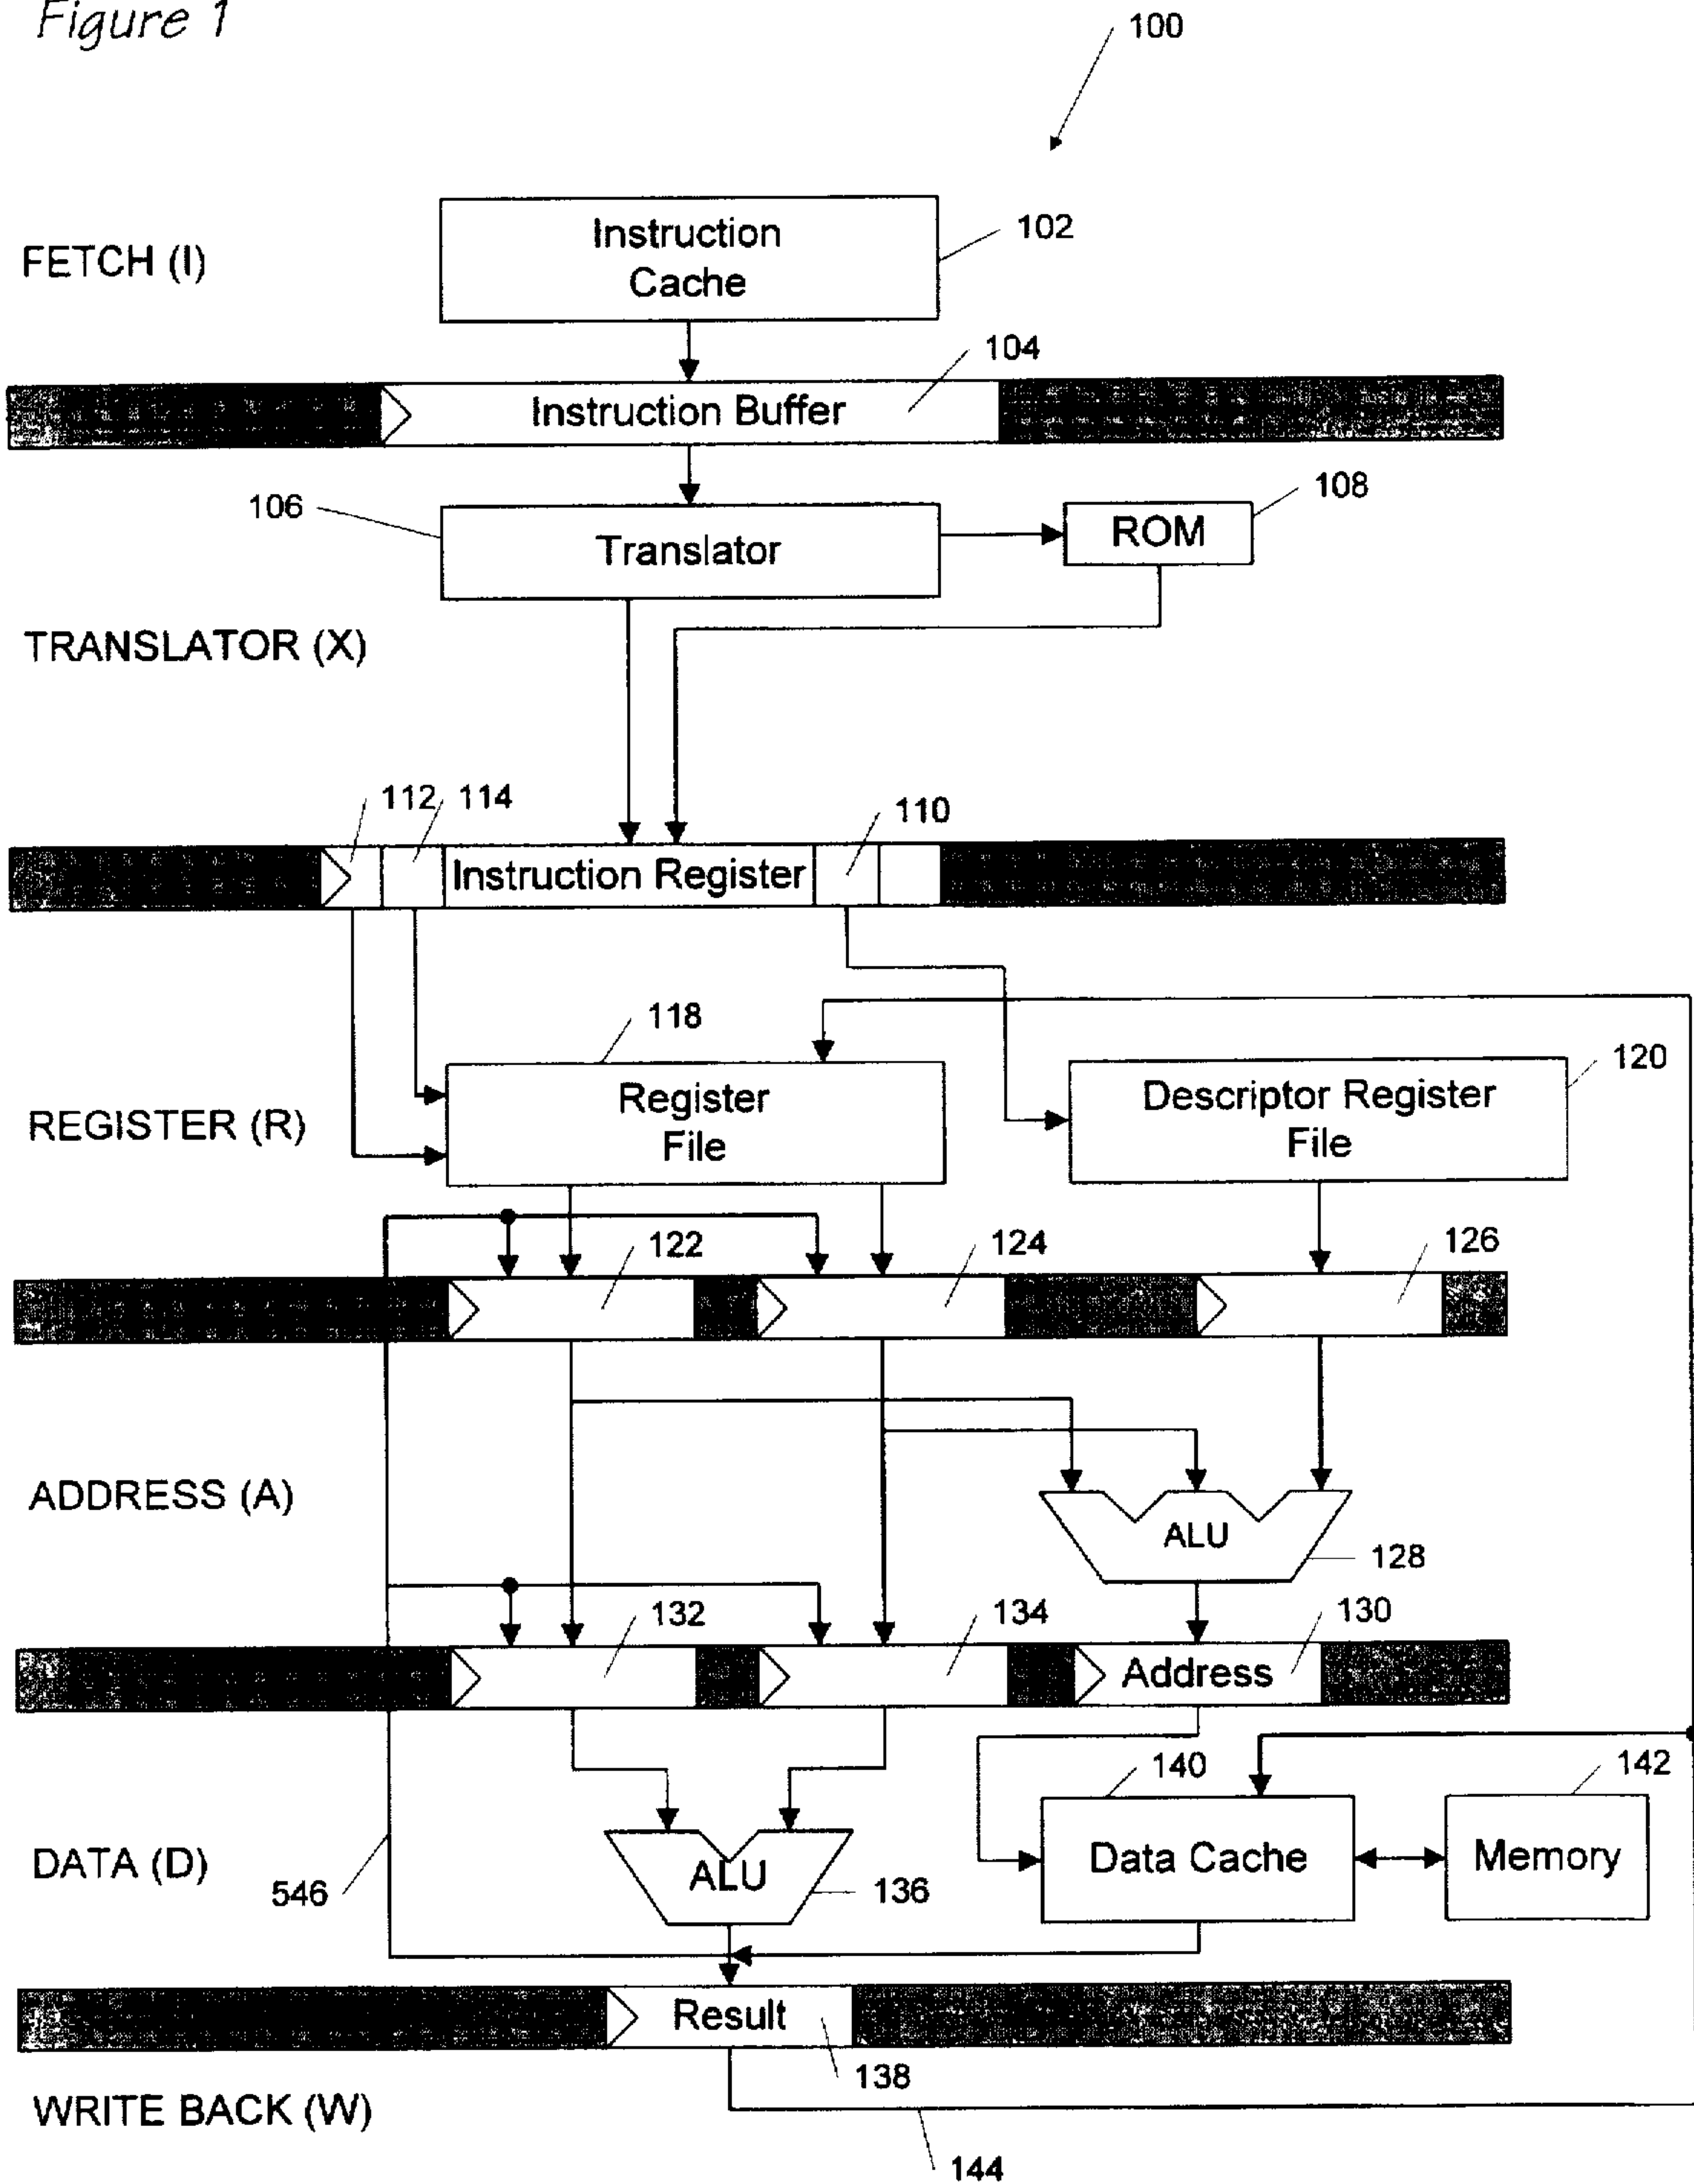 Figure 1
100
Instruction
Cache
102
FETCH (I)
104
Instruction Buffer
106
Translator
ROM
108
TRANSLATOR (X)
112
114
110
Instruction Register
118
Register
File
120
Descriptor Register
File
REGISTER (R)
122
124
126
ADDRESS (A)
ALU
128
132
134
130
Address
140
142
DATA (D)
546
ALU
136
Data Cache
Memory
Result
138
WRITE BACK (W)
144